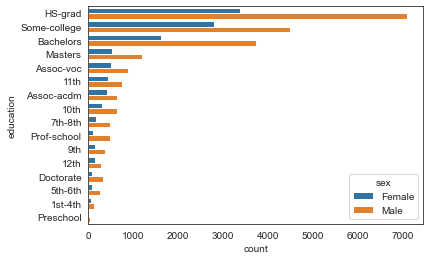 HS-grad
Some-college
Bachelors
Masters
Assoc-voc
11th
Assoc-acdm
10th
7th-8th
Prof-school
9th
12th
Doctorate
5th-6th
1st-4th
Preschool
education
sex
Female
Male
0 1000 2000 3000 4000 5000 6000 7000
count